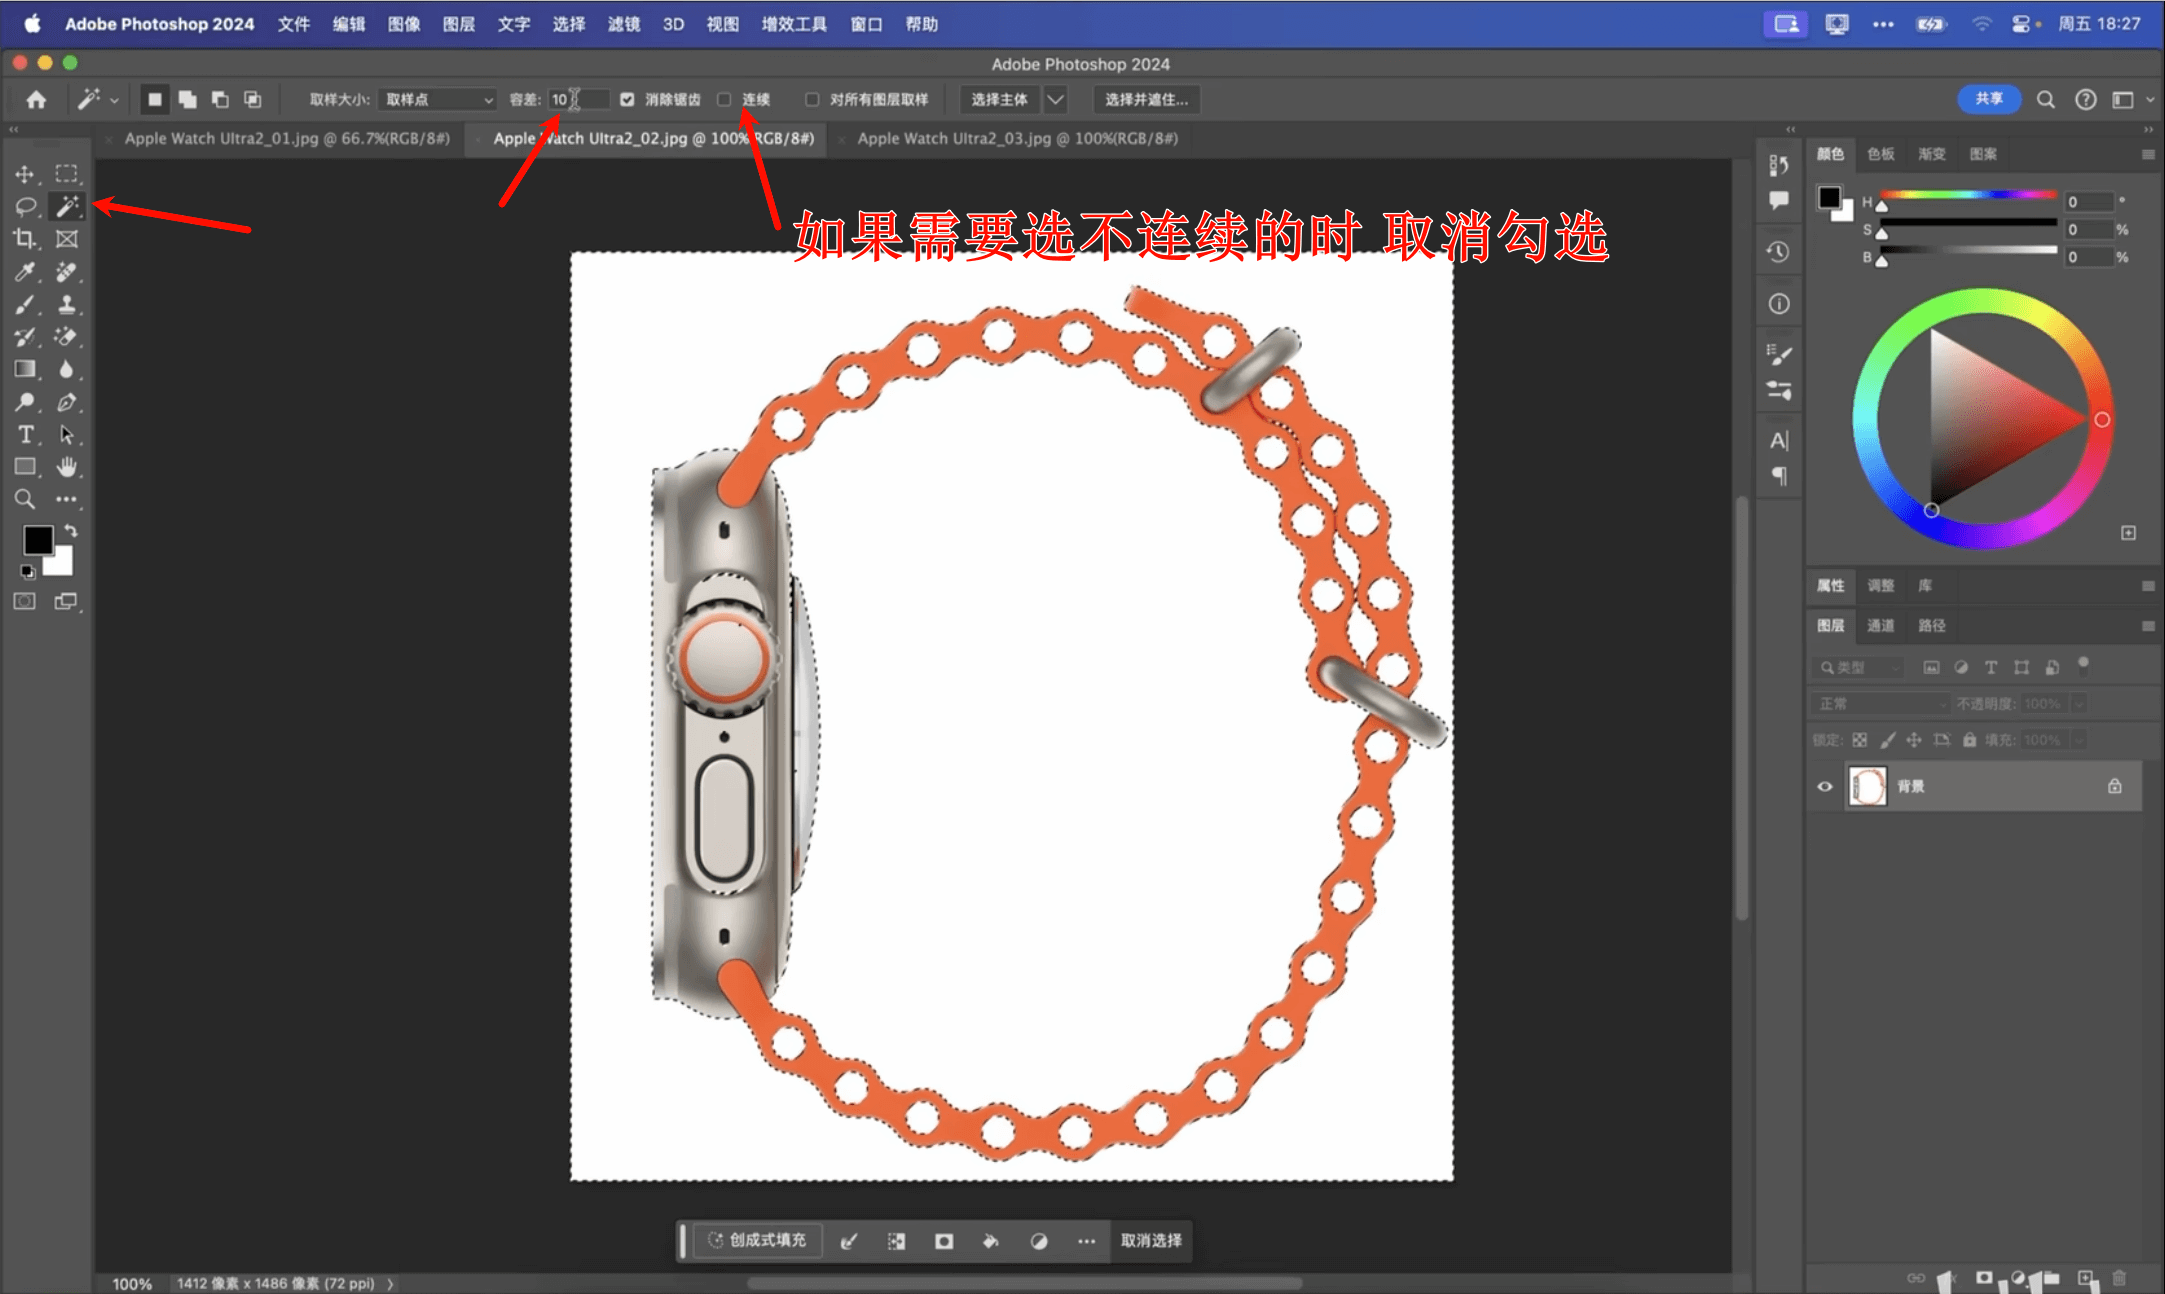 Adobe Photoshop 2024 文件 编辑 图像 图层 文字 选择 滤镜 3D 视图 增效工具 窗口 帮助 周五 18:27
Adobe Photoshop 2024
取样大小: 取样点 容差: 10 消除锯齿 连续 对所有图层取样 选择主体 选择并遮住... 共享
Apple Watch Ultra2_01.jpg @ 66.7%(RGB/8#) Apple Watch Ultra2_02.jpg @ 100%(RGB/8#) Apple Watch Ultra2_03.jpg @ 100%(RGB/8#)
颜色 色板 渐变 图案
H 0 °
S 0 %
B 0 %
如果需要选不连续的时 取消勾选
属性 调整 库
图层 通道 路径
类型
正常 不透明度: 100%
锁定: 填充: 100%
背景
创成式填充 取消选择
100% 1412 像素 x 1486 像素 (72 ppi)